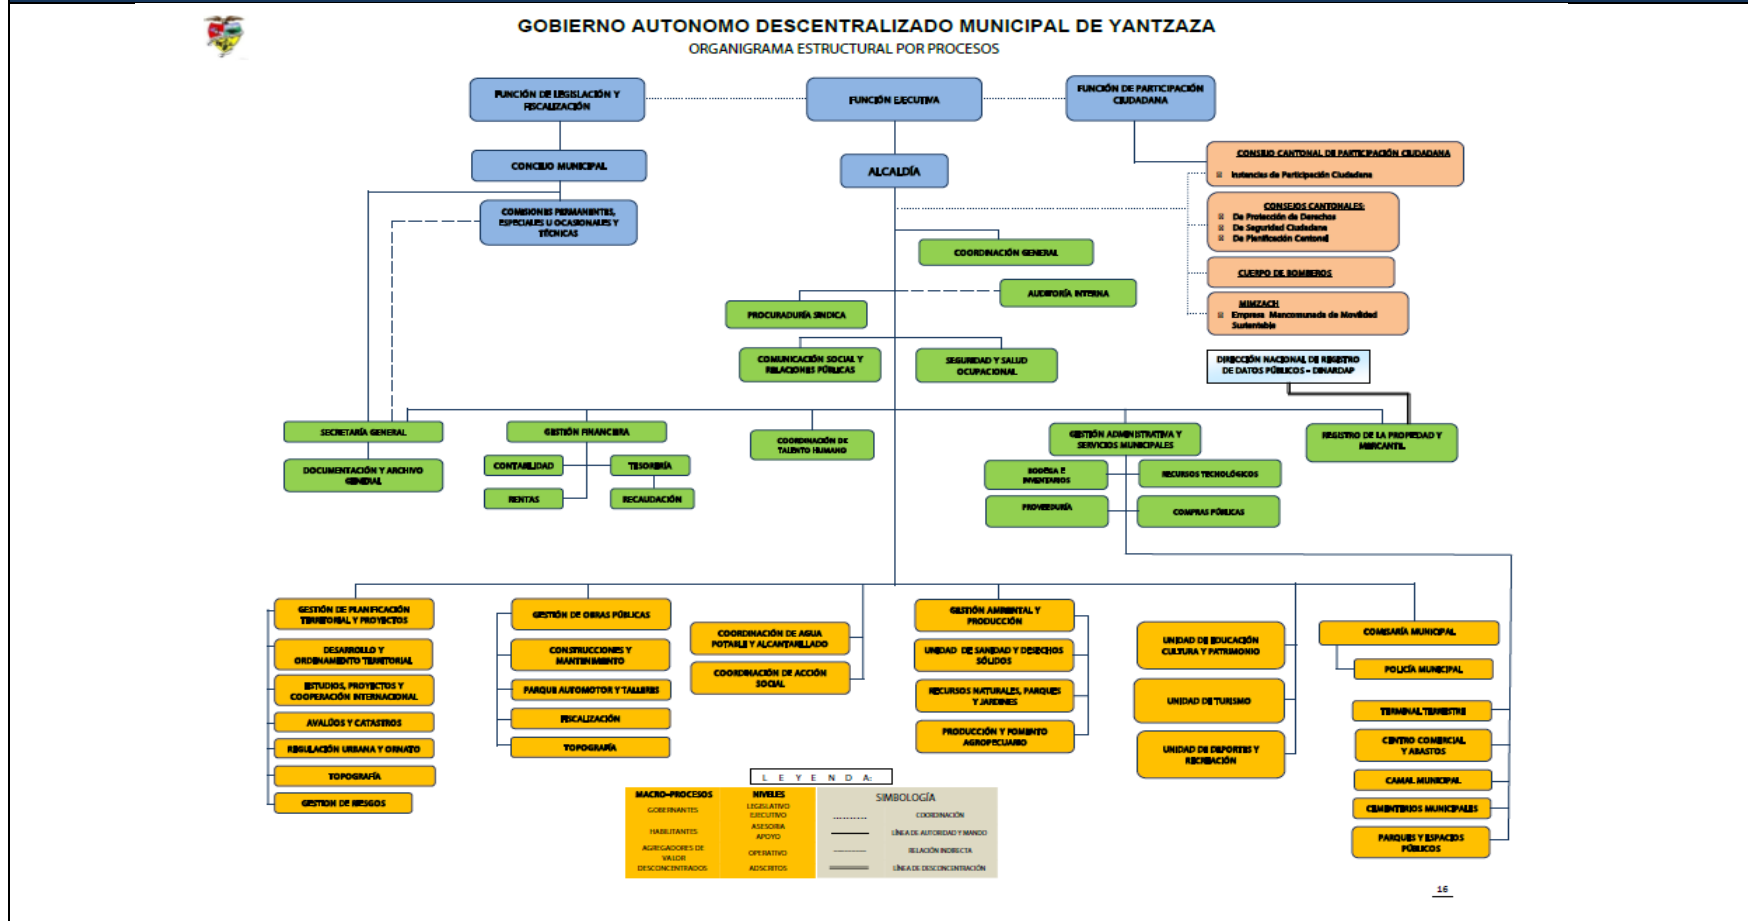 GOBIERNO AUTONOMO DESCENTRALIZADO MUNICIPAL DE YANTZAZA
ORGANIGRAMA ESTRUCTURAL POR PROCESOS
FUNCIÓN DE LEGISLACIÓN Y
FISCALIZACIÓN
FUNCIÓN EJECUTIVA
FUNCIÓN DE PARTICIPACIÓN
CIUDADANA
CONCEJO MUNICIPAL
ALCALDÍA
CONSEJO CANTONAL DE PARTICIPACIÓN CIUDADANA
Instancias de Participación Ciudadana
COMISIONES PERMANENTES,
ESPECIALES U OCASIONALES Y
TÉCNICAS
CONSEJOS CANTONALES:
De Protección de Derechos
De Seguridad Ciudadana
De Planificación Cantonal
COORDINACIÓN GENERAL
CUERPO DE BOMBEROS
AUDITORÍA INTERNA
PROCURADURÍA SINDICA
MIMZACH
Empresa Mancomunada de Movilidad
Sustentable
COMUNICACIÓN SOCIAL Y
RELACIONES PÚBLICAS
SEGURIDAD Y SALUD
OCUPACIONAL
DIRECCIÓN NACIONAL DE REGISTRO
DE DATOS PÚBLICOS – DINARDAP
SECRETARÍA GENERAL
DOCUMENTACIÓN Y ARCHIVO
GENERAL
GESTIÓN FINANCIERA
CONTABILIDAD
TESORERÍA
RENTAS
RECAUDACIÓN
COORDINACIÓN DE
TALENTO HUMANO
GESTIÓN ADMINISTRATIVA Y
SERVICIOS MUNICIPALES
BODEGA E
INVENTARIOS
RECURSOS TECNOLÓGICOS
PROVEEDURÍA
COMPRAS PÚBLICAS
REGISTRO DE LA PROPIEDAD Y
MERCANTIL
GESTIÓN DE PLANIFICACIÓN
TERRITORIAL Y PROYECTOS
DESARROLLO Y
ORDENAMIENTO TERRITORIAL
ESTUDIOS, PROYECTOS Y
COOPERACIÓN INTERNACIONAL
AVALÚOS Y CATASTROS
REGULACIÓN URBANA Y ORNATO
TOPOGRAFÍA
GESTION DE RIESGOS
GESTIÓN DE OBRAS PÚBLICAS
CONSTRUCCIONES Y
MANTENIMIENTO
PARQUE AUTOMOTOR Y TALLERES
FISCALIZACIÓN
TOPOGRAFÍA
COORDINACIÓN DE AGUA
POTABLE Y ALCANTARILLADO
COORDINACIÓN DE ACCIÓN
SOCIAL
GESTIÓN AMBIENTAL Y
PRODUCCIÓN
UNIDAD DE SANIDAD Y DESECHOS
SÓLIDOS
RECURSOS NATURALES, PARQUES
Y JARDINES
PRODUCCIÓN Y FOMENTO
AGROPECUARIO
UNIDAD DE EDUCACIÓN
CULTURA Y PATRIMONIO
UNIDAD DE TURISMO
UNIDAD DE DEPORTES Y
RECREACIÓN
COMISARÍA MUNICIPAL
POLICÍA MUNICIPAL
TERMINAL TERRESTRE
CENTRO COMERCIAL
Y ABASTOS
CAMAL MUNICIPAL
CEMENTERIOS MUNICIPALES
PARQUES Y ESPACIOS
PÚBLICOS
L E Y E N D A:
MACRO-PROCESOS
NIVELES
GOBERNANTES
LEGISLATIVO
EJECUTIVO
HABILITANTES
ASESORIA
APOYO
AGREGADORES DE
VALOR
OPERATIVO
DESCONCENTRADOS
ADSCRITOS
SIMBOLOGÍA
COORDINACIÓN
LÍNEA DE AUTORIDAD Y MANDO
RELACIÓN INDIRECTA
LÍNEA DE DESCONCENTRACIÓN
16